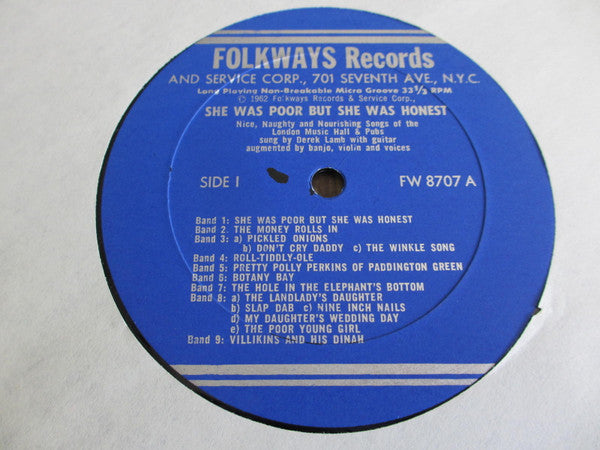 FOLKWAYS Records
AND SERVICE CORP., 701 SEVENTH AVE., N.Y.C.
Long Playing Non-Breakable Micro Groove 33 1/3 RPM
© 1962 Folkways Records & Service Corp.,
SHE WAS POOR BUT SHE WAS HONEST
Nice, Naughty and Nourishing Songs of the
London Music Hall & Pubs
sung by Derek Lamb with guitar
augmented by banjo, violin and voices
SIDE I FW 8707 A
Band 1: SHE WAS POOR BUT SHE WAS HONEST
Band 2: THE MONEY ROLLS IN
Band 3: a) PICKLED ONIONS
b) DON'T CRY DADDY c) THE WINKLE SONG
Band 4: ROLL-TIDDLY-OLE
Band 5: PRETTY POLLY PERKINS OF PADDINGTON GREEN
Band 6: BOTANY BAY
Band 7: THE HOLE IN THE ELEPHANT'S BOTTOM
Band 8: a) THE LANDLADY'S DAUGHTER
b) SLAP DAB c) NINE INCH NAILS
d) MY DAUGHTER'S WEDDING DAY
e) THE POOR YOUNG GIRL
Band 9: VILLIKINS AND HIS DINAH